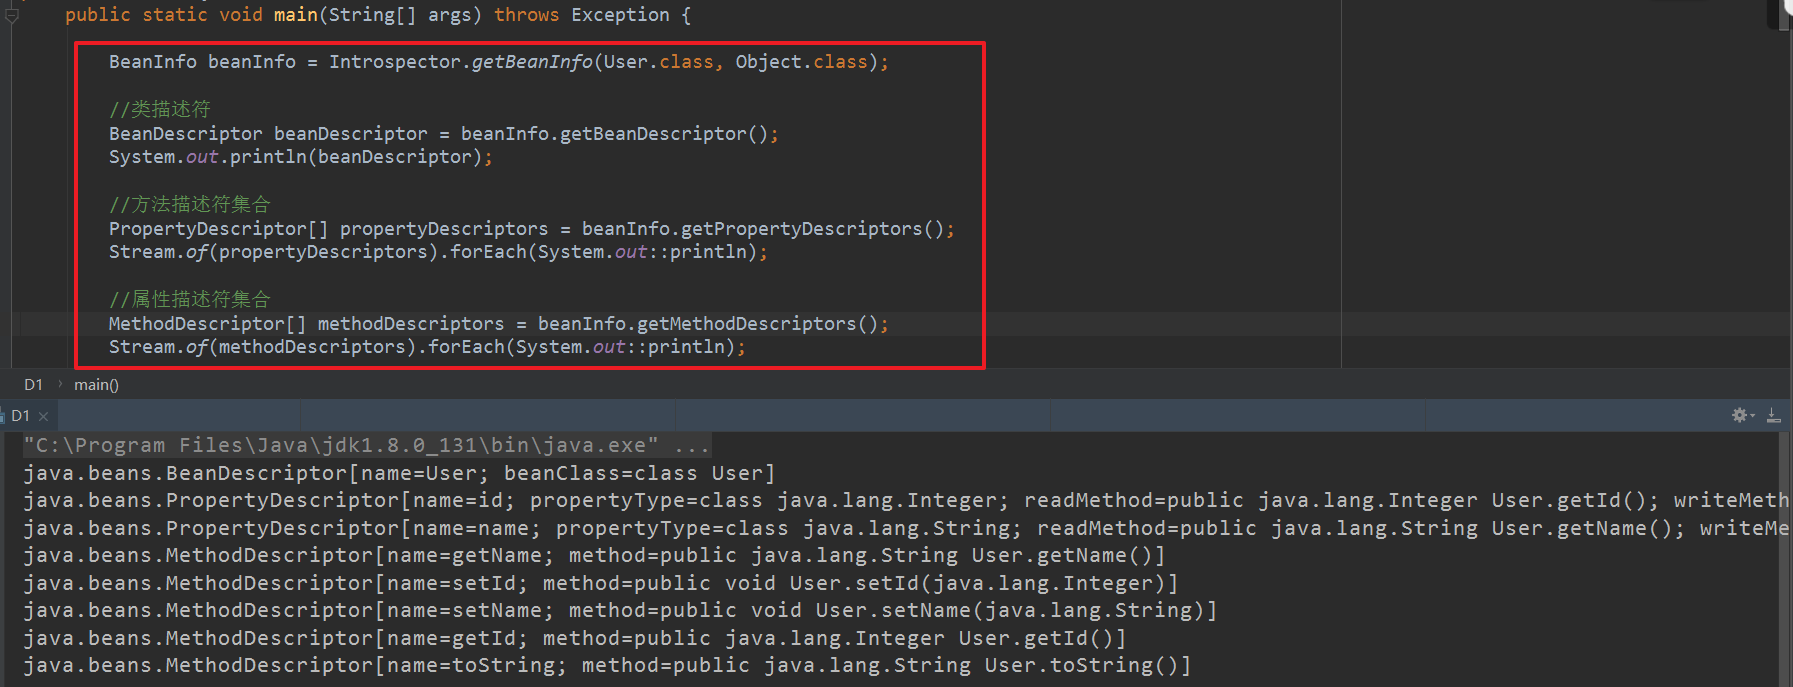 public static void main(String[] args) throws Exception {
BeanInfo beanInfo = Introspector.getBeanInfo(User.class, Object.class);
//类描述符
BeanDescriptor beanDescriptor = beanInfo.getBeanDescriptor();
System.out.println(beanDescriptor);
//方法描述符集合
PropertyDescriptor[] propertyDescriptors = beanInfo.getPropertyDescriptors();
Stream.of(propertyDescriptors).forEach(System.out::println);
//属性描述符集合
MethodDescriptor[] methodDescriptors = beanInfo.getMethodDescriptors();
Stream.of(methodDescriptors).forEach(System.out::println);
D1 › main()
D1 ×
"C:\Program Files\Java\jdk1.8.0_131\bin\java.exe" ...
java.beans.BeanDescriptor[name=User; beanClass=class User]
java.beans.PropertyDescriptor[name=id; propertyType=class java.lang.Integer; readMethod=public java.lang.Integer User.getId(); writeMeth
java.beans.PropertyDescriptor[name=name; propertyType=class java.lang.String; readMethod=public java.lang.String User.getName(); writeMe
java.beans.MethodDescriptor[name=getName; method=public java.lang.String User.getName()]
java.beans.MethodDescriptor[name=setId; method=public void User.setId(java.lang.Integer)]
java.beans.MethodDescriptor[name=setName; method=public void User.setName(java.lang.String)]
java.beans.MethodDescriptor[name=getId; method=public java.lang.Integer User.getId()]
java.beans.MethodDescriptor[name=toString; method=public java.lang.String User.toString()]